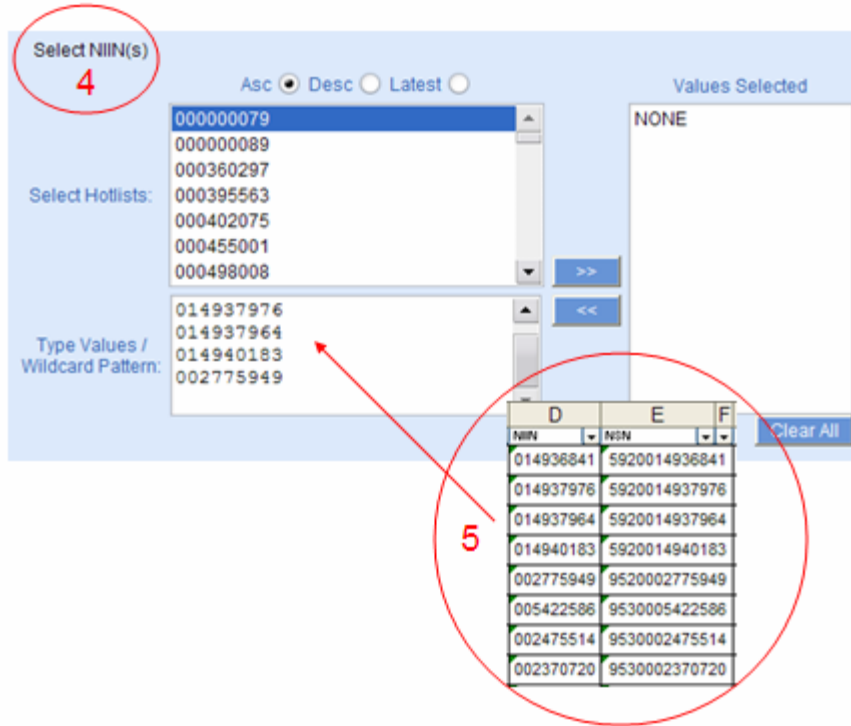 Select NIIN(s)
4
Asc Desc Latest
Values Selected
Select Hotlists:
000000079
000000089
000360297
000395563
000402075
000455001
000498008
NONE
>>
<<
Type Values /
Wildcard Pattern:
014937976
014937964
014940183
002775949
Clear All
5
D E F
NIIN NSN
014936841 5920014936841
014937976 5920014937976
014937964 5920014937964
014940183 5920014940183
002775949 9520002775949
005422586 9530005422586
002475514 9530002475514
002370720 9530002370720